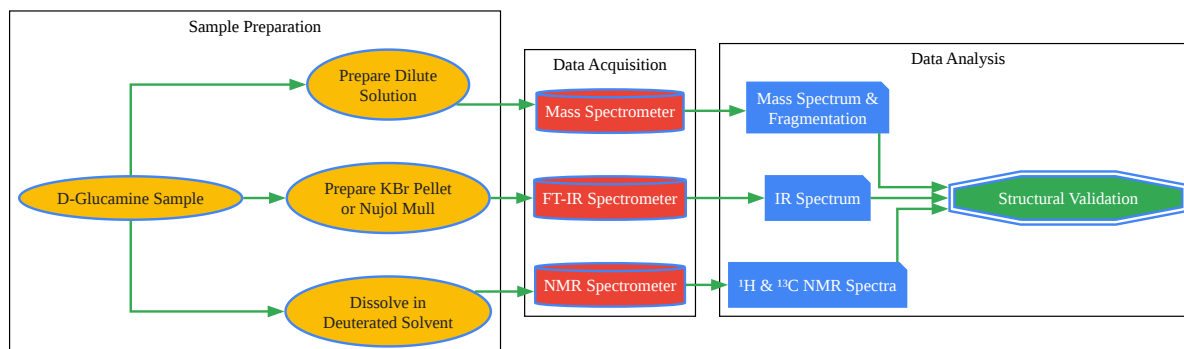 Sample Preparation
D-Glucamine Sample
Prepare Dilute
Solution
Prepare KBr Pellet
or Nujol Mull
Dissolve in
Deuterated Solvent
Data Acquisition
Mass Spectrometer
FT-IR Spectrometer
NMR Spectrometer
Data Analysis
Mass Spectrum &
Fragmentation
IR Spectrum
¹H & ¹³C NMR Spectra
Structural Validation